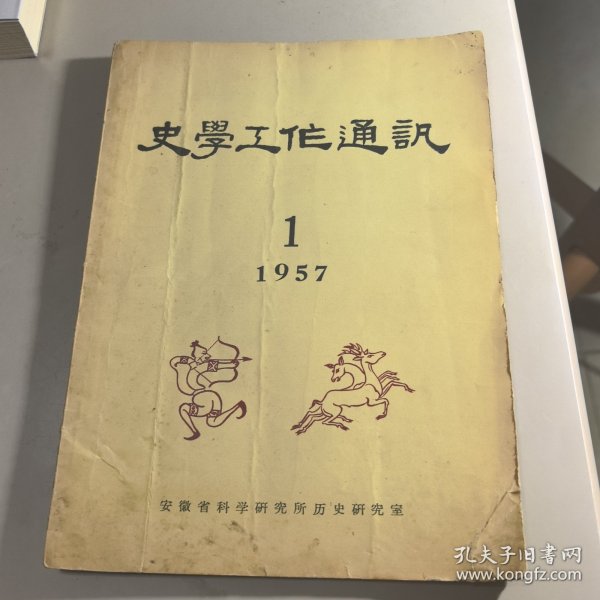 史學工作通訊
1
1957
安徽省科学研究所历史研究室
孔夫子旧书网
www.kongfz.com